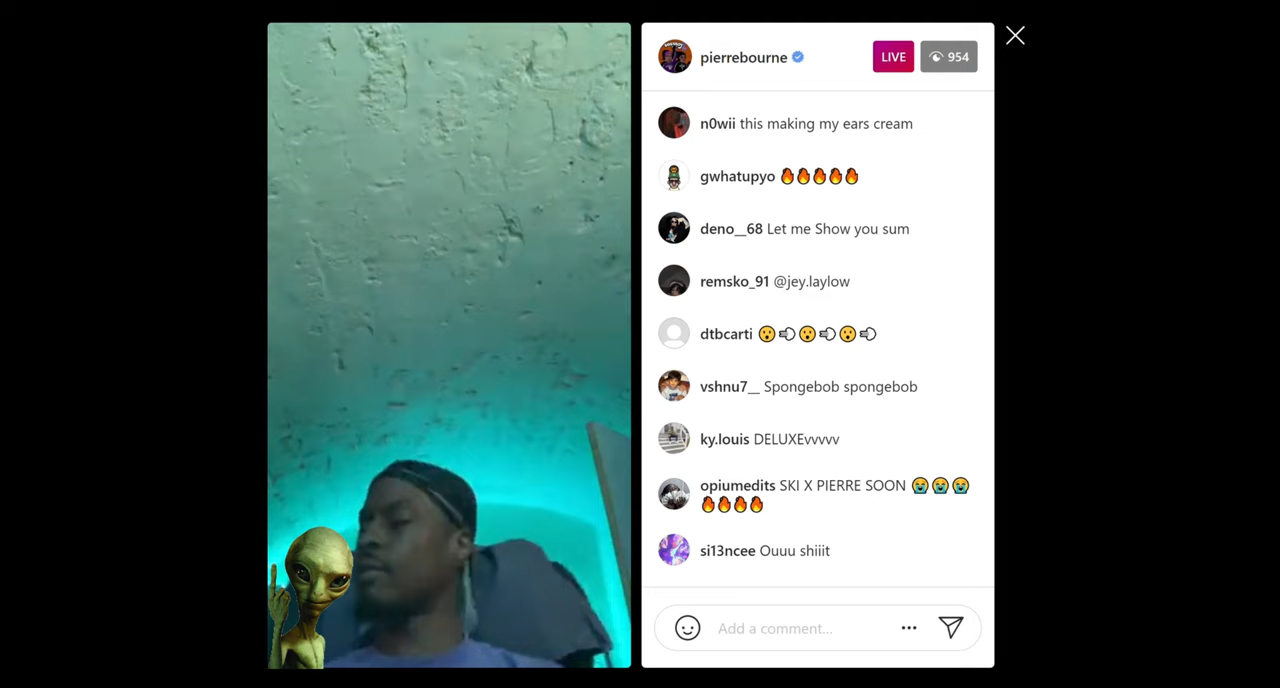 pierrebourne
LIVE
954
n0wii this making my ears cream
gwhatupyo 🔥🔥🔥🔥🔥
deno__68 Let me Show you sum
remsko_91 @jey.laylow
dtbcarti 😮💨😮💨😮💨
vshnu7__ Spongebob spongebob
ky.louis DELUXEvvvvv
opiumedits SKI X PIERRE SOON 😭😭😭
🔥🔥🔥🔥
si13ncee Ouuu shiiit
Add a comment...